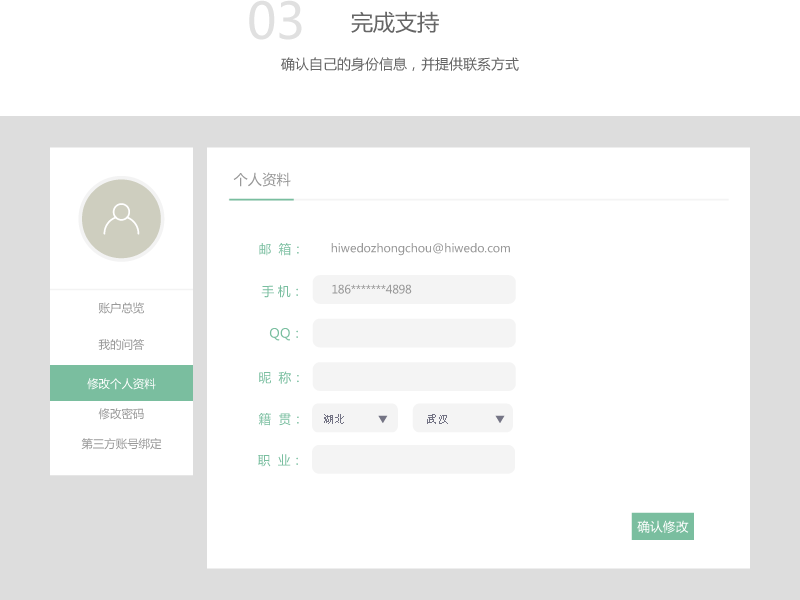 03 完成支持
确认自己的身份信息，并提供联系方式
账户总览
我的问答
修改个人资料
修改密码
第三方账号绑定
个人资料
邮 箱： hiwedozhongchou@hiwedo.com
手 机： 186*******4898
QQ：
昵 称：
籍 贯： 湖北 武汉
职 业：
确认修改